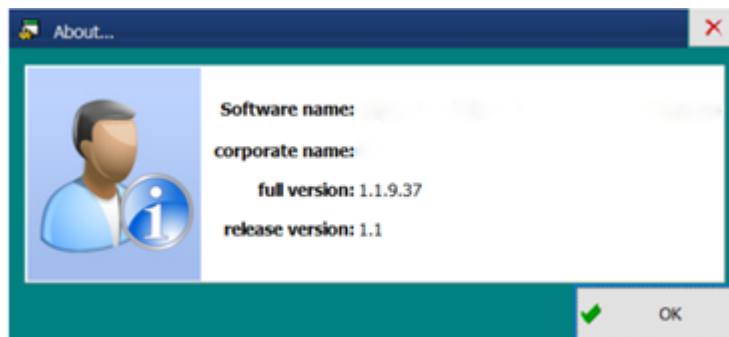 About...
Software name:
corporate name:
full version: 1.1.9.37
release version: 1.1
OK